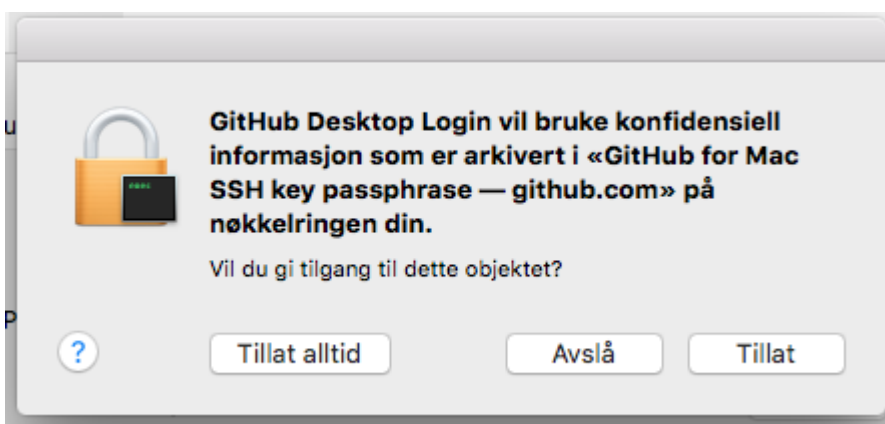 GitHub Desktop Login vil bruke konfidensiell
informasjon som er arkivert i «GitHub for Mac
SSH key passphrase — github.com» på
nøkkelringen din.
Vil du gi tilgang til dette objektet?
?
Tillat alltid
Avslå
Tillat